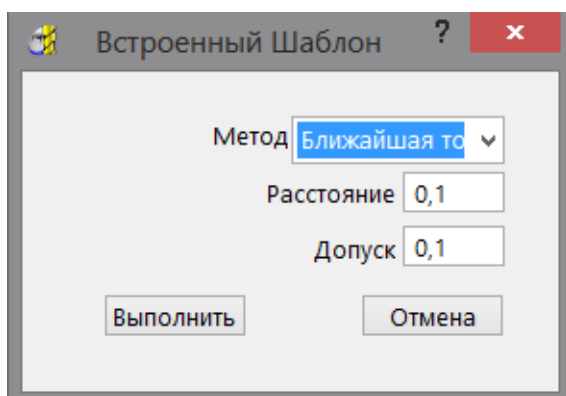 Встроенный Шаблон ? ×
Метод Ближайшая то
Расстояние 0,1
Допуск 0,1
Выполнить Отмена